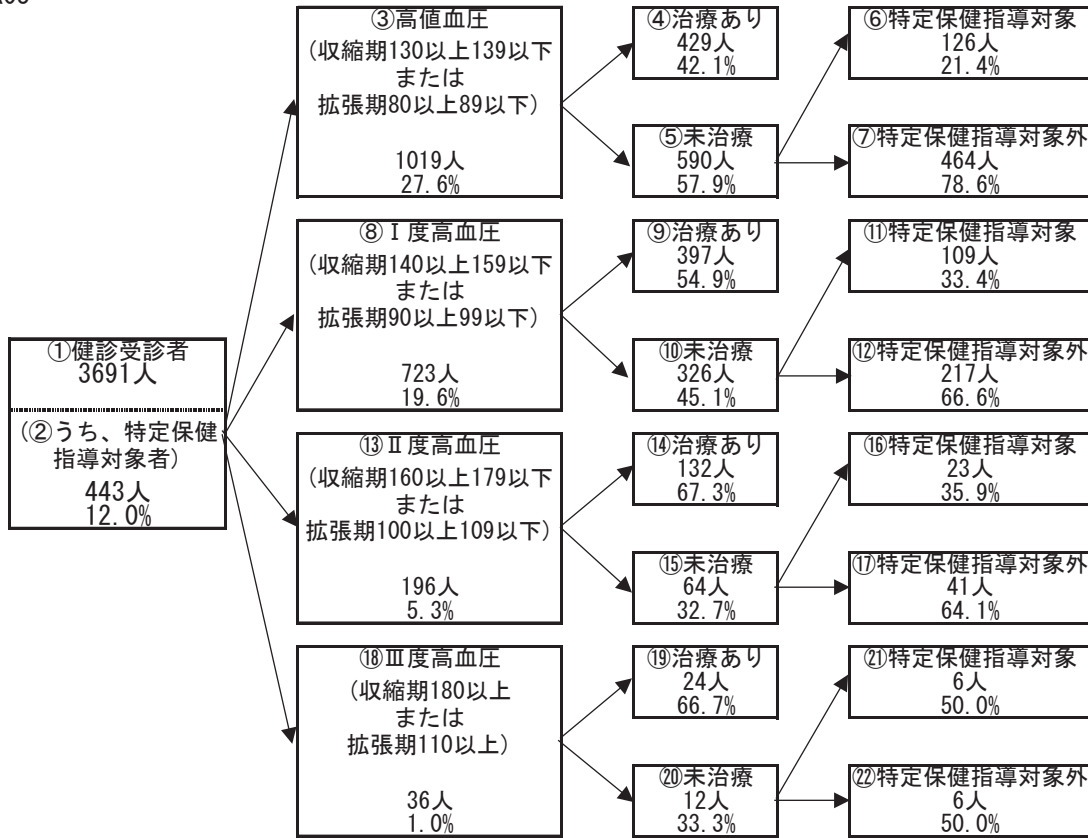 ①健診受診者
3691人
(②うち、特定保健
指導対象者)
443人
12.0%
③高値血圧
(収縮期130以上139以下
または
拡張期80以上89以下)
1019人
27.6%
④治療あり
429人
42.1%
⑤未治療
590人
57.9%
⑥特定保健指導対象
126人
21.4%
⑦特定保健指導対象外
464人
78.6%
⑧Ⅰ度高血圧
(収縮期140以上159以下
または
拡張期90以上99以下)
723人
19.6%
⑨治療あり
397人
54.9%
⑩未治療
326人
45.1%
⑪特定保健指導対象
109人
33.4%
⑫特定保健指導対象外
217人
66.6%
⑬Ⅱ度高血圧
(収縮期160以上179以下
または
拡張期100以上109以下)
196人
5.3%
⑭治療あり
132人
67.3%
⑮未治療
64人
32.7%
⑯特定保健指導対象
23人
35.9%
⑰特定保健指導対象外
41人
64.1%
⑱Ⅲ度高血圧
(収縮期180以上
または
拡張期110以上)
36人
1.0%
⑲治療あり
24人
66.7%
⑳未治療
12人
33.3%
㉑特定保健指導対象
6人
50.0%
㉒特定保健指導対象外
6人
50.0%